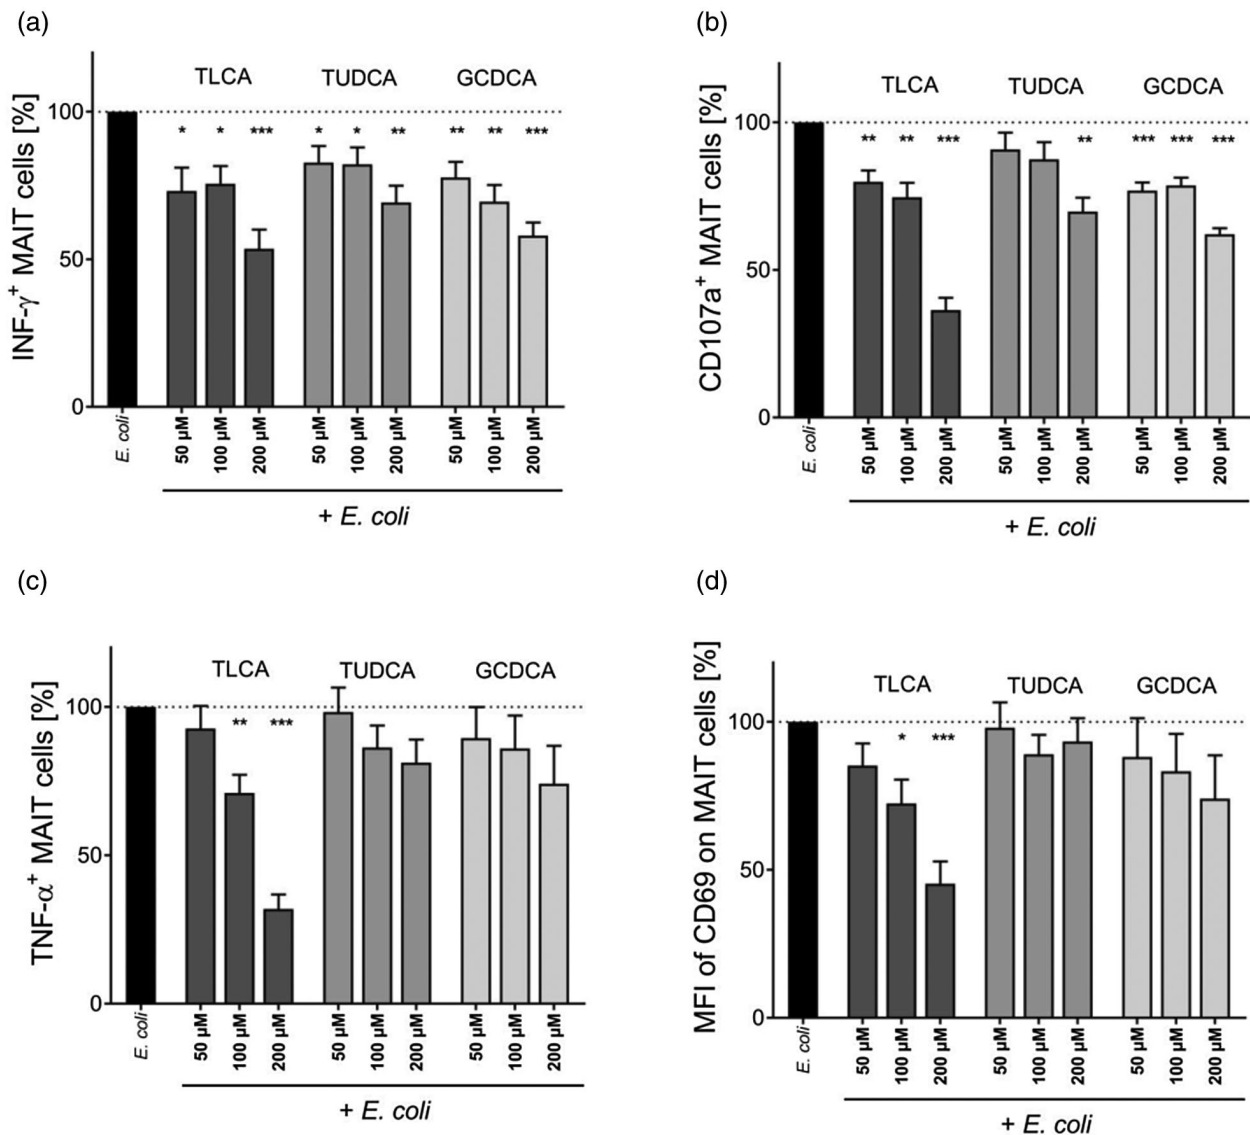 (a)
INF-γ+ MAIT cells [%]
TLCA TUDCA GCDCA
100
* * *** * * ** ** ** ***
50
0
E. coli 50 µM 100 µM 200 µM 50 µM 100 µM 200 µM 50 µM 100 µM 200 µM
+ E. coli
(b)
CD107a+ MAIT cells [%]
TLCA TUDCA GCDCA
100
** ** *** ** *** *** ***
50
0
E. coli 50 µM 100 µM 200 µM 50 µM 100 µM 200 µM 50 µM 100 µM 200 µM
+ E. coli
(c)
TNF-α+ MAIT cells [%]
TLCA TUDCA GCDCA
100
** ***
50
0
E. coli 50 µM 100 µM 200 µM 50 µM 100 µM 200 µM 50 µM 100 µM 200 µM
+ E. coli
(d)
MFI of CD69 on MAIT cells [%]
TLCA TUDCA GCDCA
100
* ***
50
0
E. coli 50 µM 100 µM 200 µM 50 µM 100 µM 200 µM 50 µM 100 µM 200 µM
+ E. coli